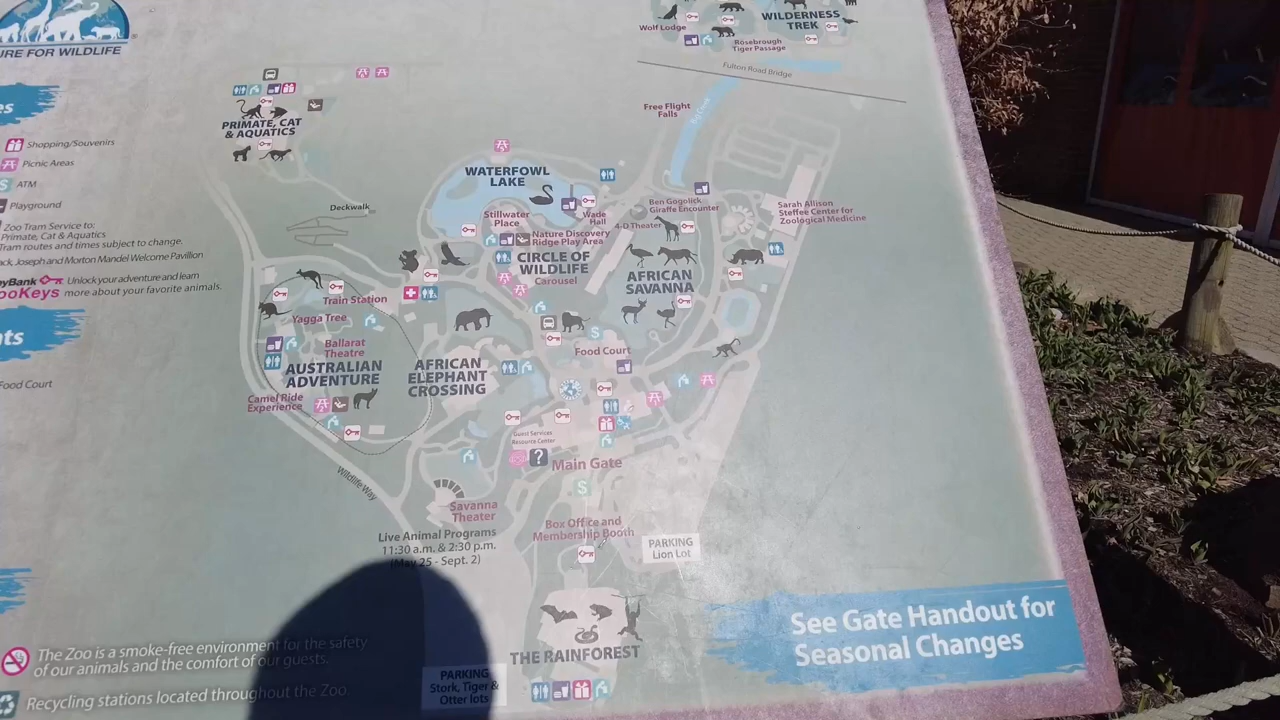 URE FOR WILDLIFE
es
Shopping/Souvenirs
Picnic Areas
ATM
Playground
Zoo Tram Service to:
Primate, Cat & Aquatics
Tram routes and times subject to change.
ack, Joseph and Morton Mandel Welcome Pavilion
eyBank
ooKeys
Unlock your adventure and learn
more about your favorite animals.
nts
Food Court
Wolf Lodge
WILDERNESS
TREK
Rosebrough
Tiger Passage
Fulton Road Bridge
PRIMATE, CAT
& AQUATICS
Free Flight
Falls
WATERFOWL
LAKE
Deckwalk
Stillwater
Place
Wade
Hall
Ben Gogolick
Giraffe Encounter
Sarah Allison
Steffee Center for
Zoological Medicine
4-D Theater
Nature Discovery
Ridge Play Area
CIRCLE OF
WILDLIFE
Carousel
AFRICAN
SAVANNA
Train Station
Yagga Tree
Ballarat
Theatre
AUSTRALIAN
ADVENTURE
AFRICAN
ELEPHANT
CROSSING
Food Court
Camel Ride
Experience
Guest Services
Resource Center
Main Gate
Wildlife Way
Savanna
Theater
Live Animal Programs
11:30 a.m. & 2:30 p.m.
(May 25 - Sept. 2)
Box Office and
Membership Booth
PARKING
Lion Lot
THE RAINFOREST
PARKING
Stork, Tiger &
Otter lots
See Gate Handout for
Seasonal Changes
The Zoo is a smoke-free environment for the safety
of our animals and the comfort of our guests.
Recycling stations located throughout the Zoo.